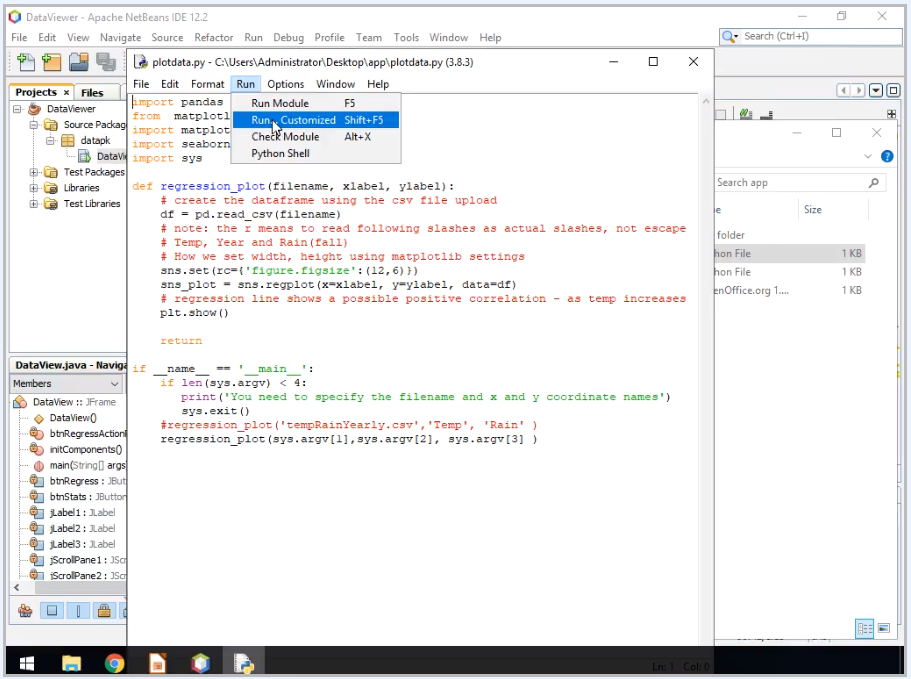 DataViewer - Apache NetBeans IDE 12.2
File Edit View Navigate Source Refactor Run Debug Profile Team Tools Window Help
Search (Ctrl+I)
plotdata.py - C:\Users\Administrator\Desktop\app\plotdata.py (3.8.3)
File Edit Format Run Options Window Help
Run Module F5
Run... Customized Shift+F5
Check Module Alt+X
Python Shell
Projects Files
DataViewer
Source Packag
datapk
DataVie
Test Packages
Libraries
Test Libraries
import pandas
from matplotl
import matplot
import seaborn
import sys
def regression_plot(filename, xlabel, ylabel):
# create the dataframe using the csv file upload
df = pd.read_csv(filename)
# note: the r means to read following slashes as actual slashes, not escape
# Temp, Year and Rain(fall)
# How we set width, height using matplotlib settings
sns.set(rc={'figure.figsize':(12,6)})
sns_plot = sns.regplot(x=xlabel, y=ylabel, data=df)
# regression line shows a possible positive correlation - as temp increases
plt.show()
return
if __name__ == '__main__':
if len(sys.argv) < 4:
print('You need to specify the filename and x and y coordinate names')
sys.exit()
#regression_plot('tempRainYearly.csv','Temp', 'Rain' )
regression_plot(sys.argv[1],sys.argv[2], sys.argv[3] )
Search app
pe Size
folder
hon File 1 KB
hon File 1 KB
enOffice.org 1.... 1 KB
DataView.java - Naviga
Members
DataView :: JFrame
DataView()
btnRegressActionP
initComponents()
main(String[] args
btnRegress : JBut
btnStats : JButton
jLabel1 : JLabel
jLabel2 : JLabel
jLabel3 : JLabel
jScrollPane1 : JScr
jScrollPane2 : JScr
Ln: 1 Col: 0